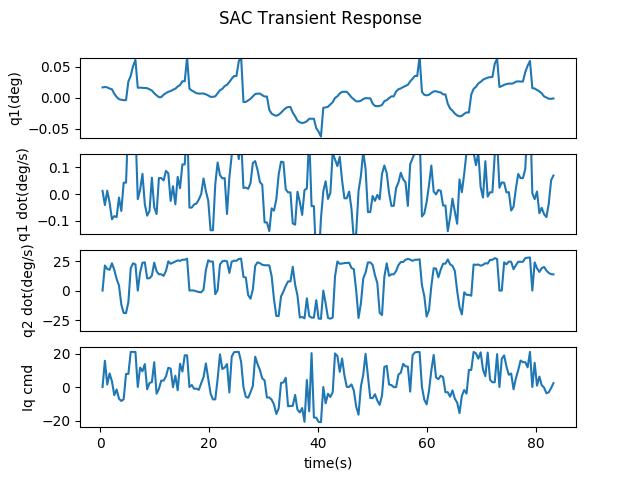 SAC Transient Response
q1(deg)
0.05
0.00
−0.05
q1 dot(deg/s)
0.1
0.0
−0.1
q2 dot(deg/s)
25
0
−25
Iq cmd
20
0
−20
0 20 40 60 80
time(s)